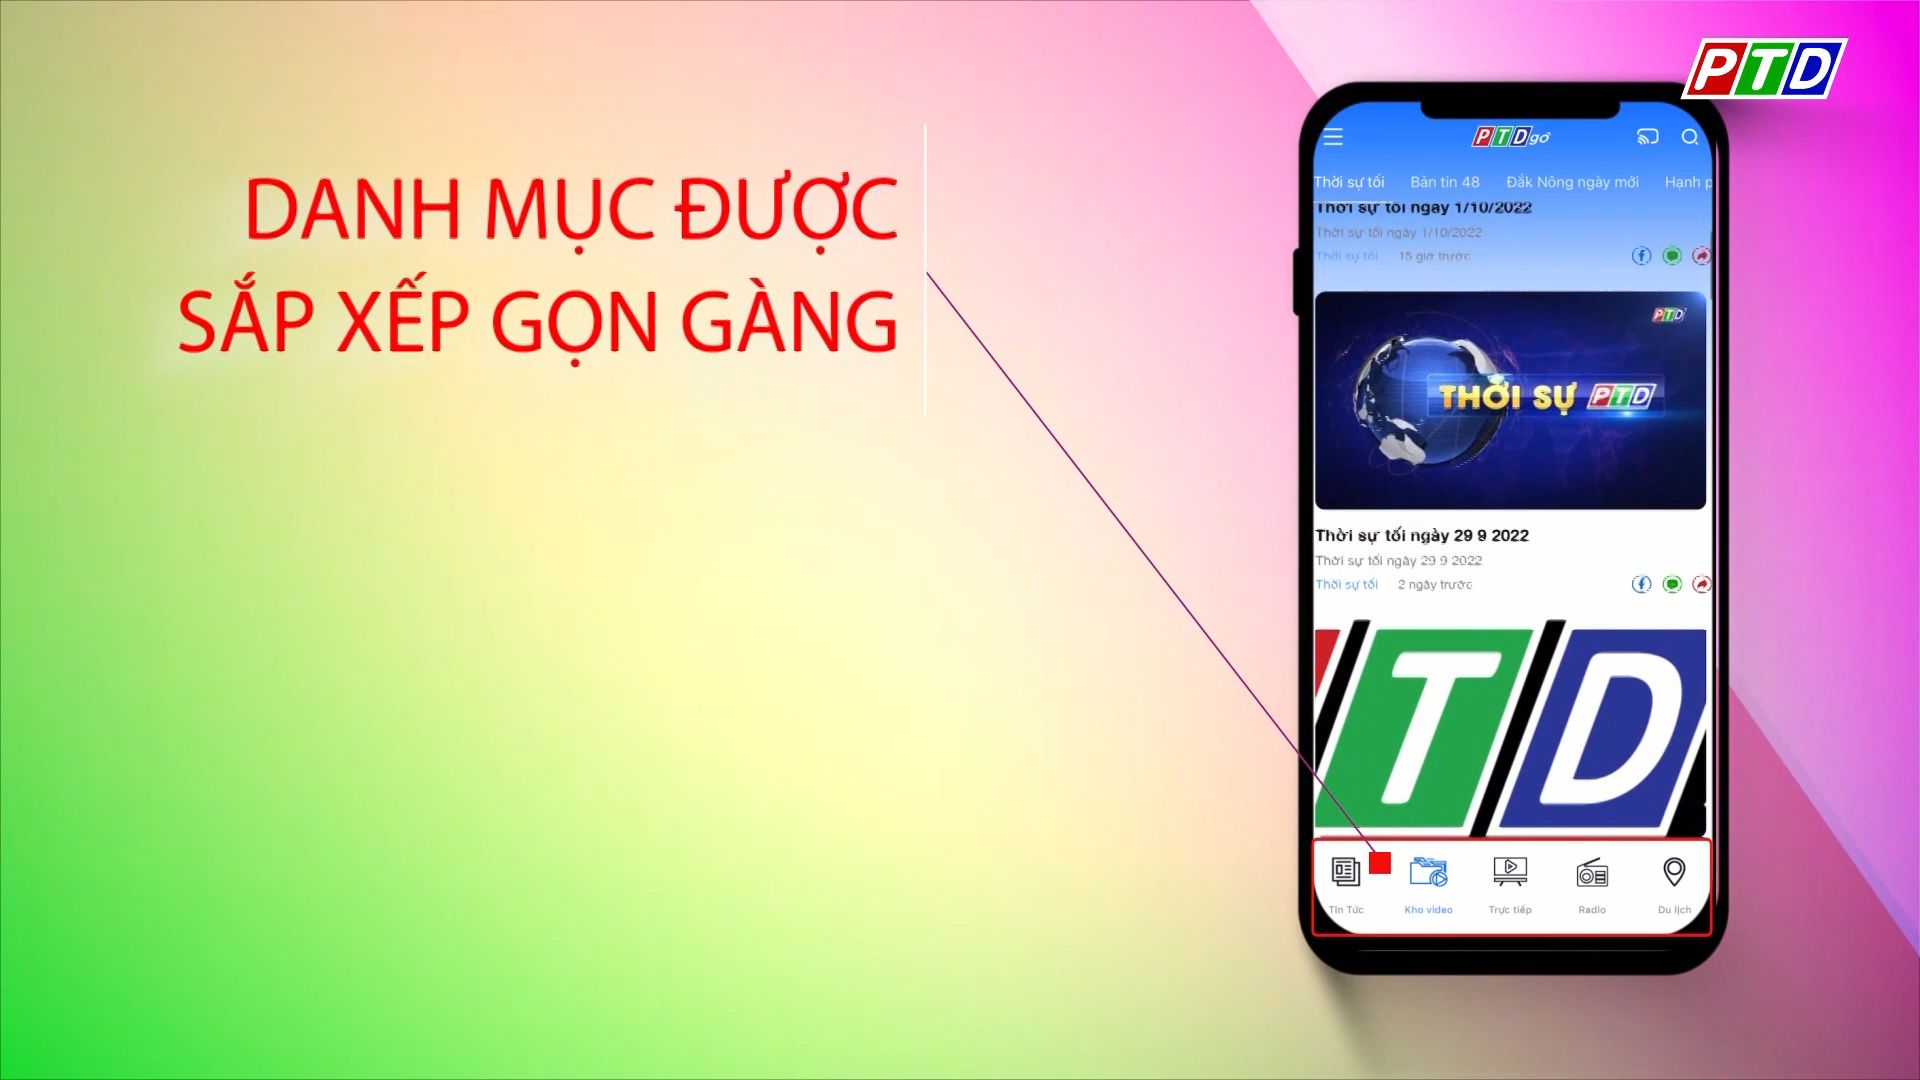 PTD
DANH MỤC ĐƯỢC
SẮP XẾP GỌN GÀNG
PTDgo
Thời sự tối Bản tin 48 Đắk Nông ngày mới Hạnh p
Thời sự tối ngày 1/10/2022
Thời sự tối ngày 1/10/2022
Thời sự tối 15 giờ trước
PTD
THỜI SỰ PTD
Thời sự tối ngày 29 9 2022
Thời sự tối ngày 29 9 2022
Thời sự tối 2 ngày trước
TD
Tin Tức Kho video Trực tiếp Radio Du lịch